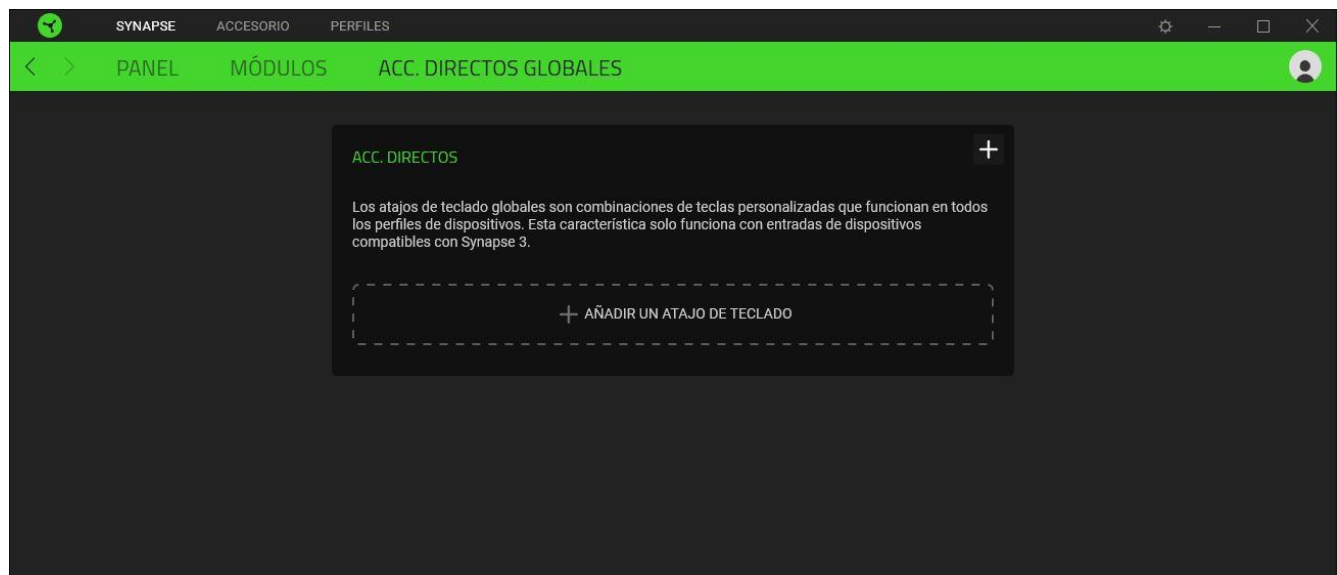 SYNAPSE ACCESORIO PERFILES
PANEL MÓDULOS ACC. DIRECTOS GLOBALES
ACC. DIRECTOS
Los atajos de teclado globales son combinaciones de teclas personalizadas que funcionan en todos
los perfiles de dispositivos. Esta característica solo funciona con entradas de dispositivos
compatibles con Synapse 3.
AÑADIR UN ATAJO DE TECLADO